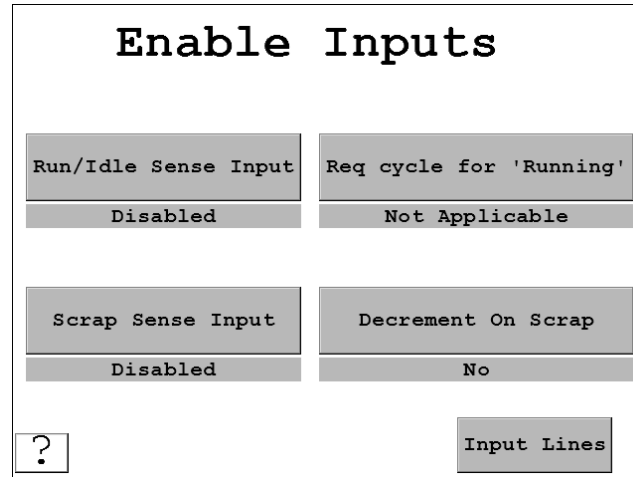 Enable Inputs
Run/Idle Sense Input
Req cycle for 'Running'
Disabled
Not Applicable
Scrap Sense Input
Decrement On Scrap
Disabled
No
?
Input Lines